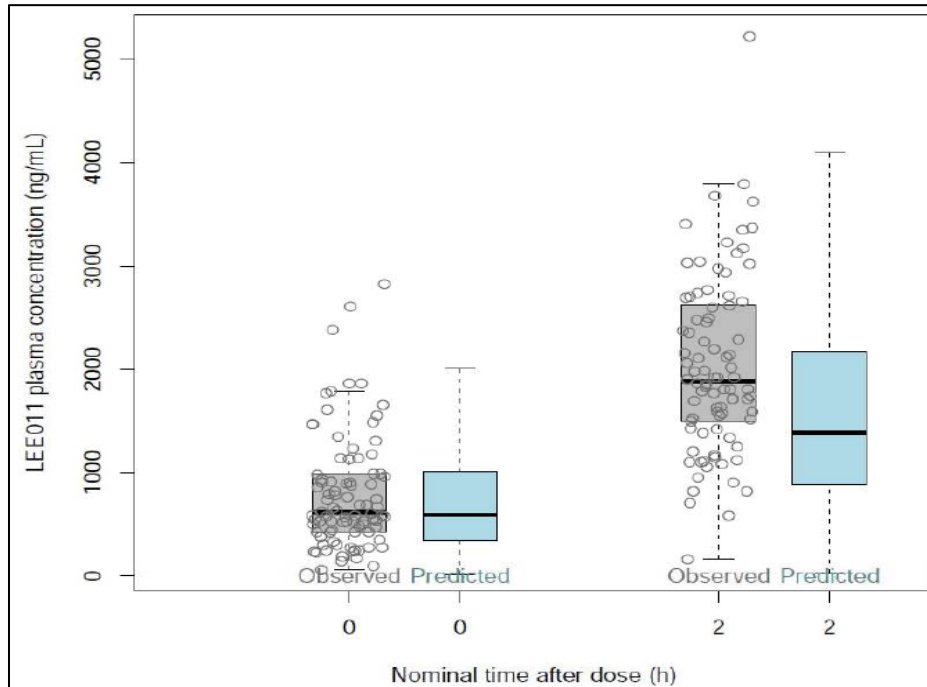 LEE011 plasma concentration (ng/mL)
5000
4000
3000
2000
1000
0
Observed Predicted Observed Predicted
0 0 2 2
Nominal time after dose (h)